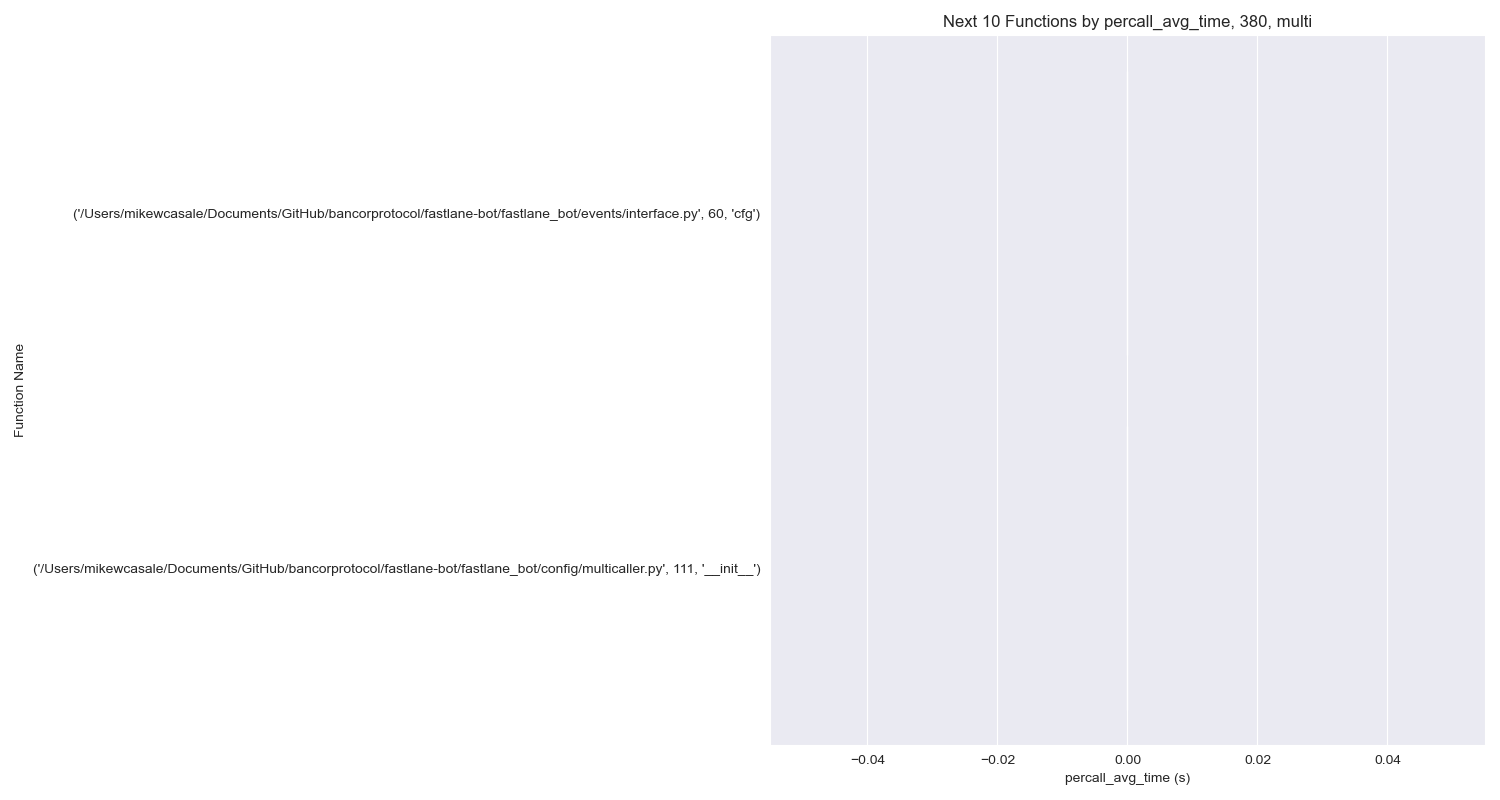 Next 10 Functions by percall_avg_time, 380, multi
('/Users/mikewcasale/Documents/GitHub/bancorprotocol/fastlane-bot/fastlane_bot/events/interface.py', 60, 'cfg')
Function Name
('/Users/mikewcasale/Documents/GitHub/bancorprotocol/fastlane-bot/fastlane_bot/config/multicaller.py', 111, '__init__')
−0.04 −0.02 0.00 0.02 0.04
percall_avg_time (s)